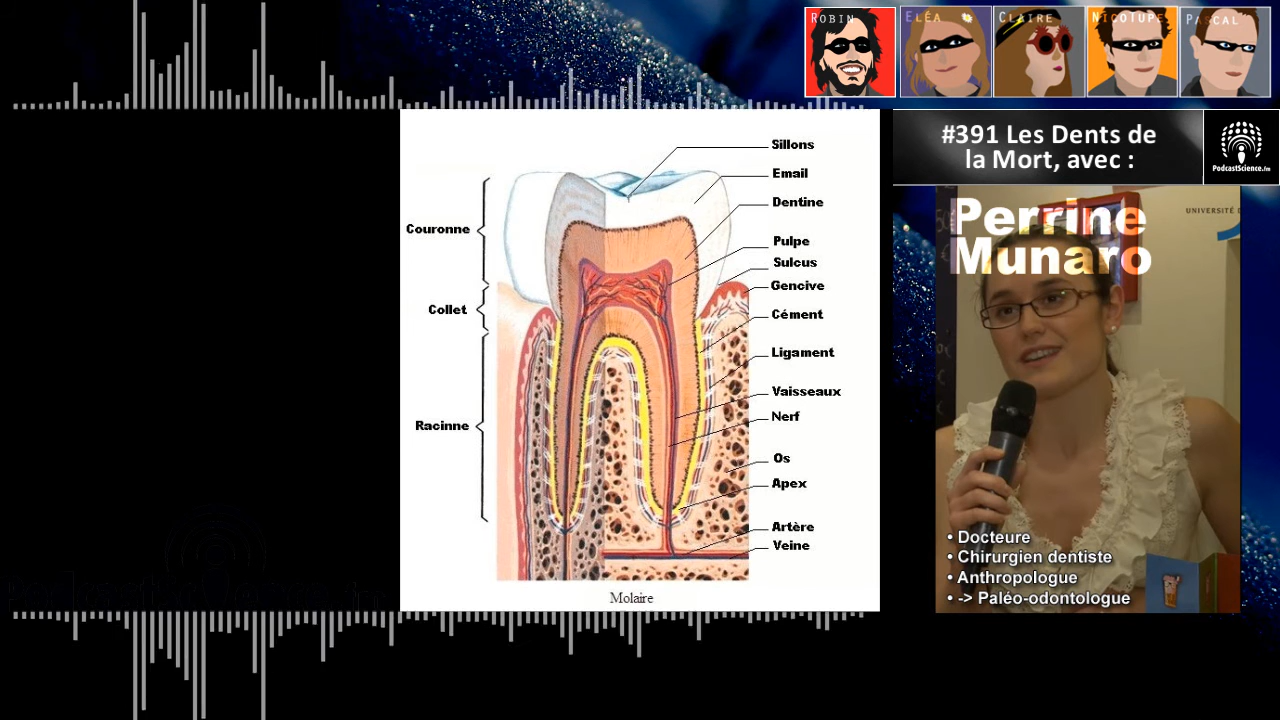 ROBIN
ELÉA
CLAIRE
NICOTUPE
PASCAL
#391 Les Dents de
la Mort, avec :
PodcastScience.fm
Perrine
Munaro
UNIVERSITÉ D
Sillons
Email
Dentine
Pulpe
Sulcus
Gencive
Cément
Ligament
Vaisseaux
Nerf
Os
Apex
Artère
Veine
Couronne
Collet
Racinne
Molaire
• Docteure
• Chirurgien dentiste
• Anthropologue
• -> Paléo-odontologue